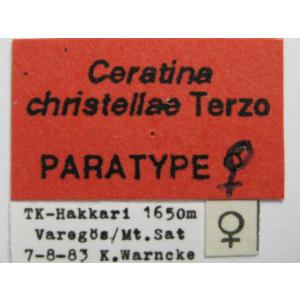 Ceratina
christellae Terzo
PARATYPE ♀
TK-Hakkari 1650m
Varegös/Mt.Sat
7-8-83 K.Warncke
♀